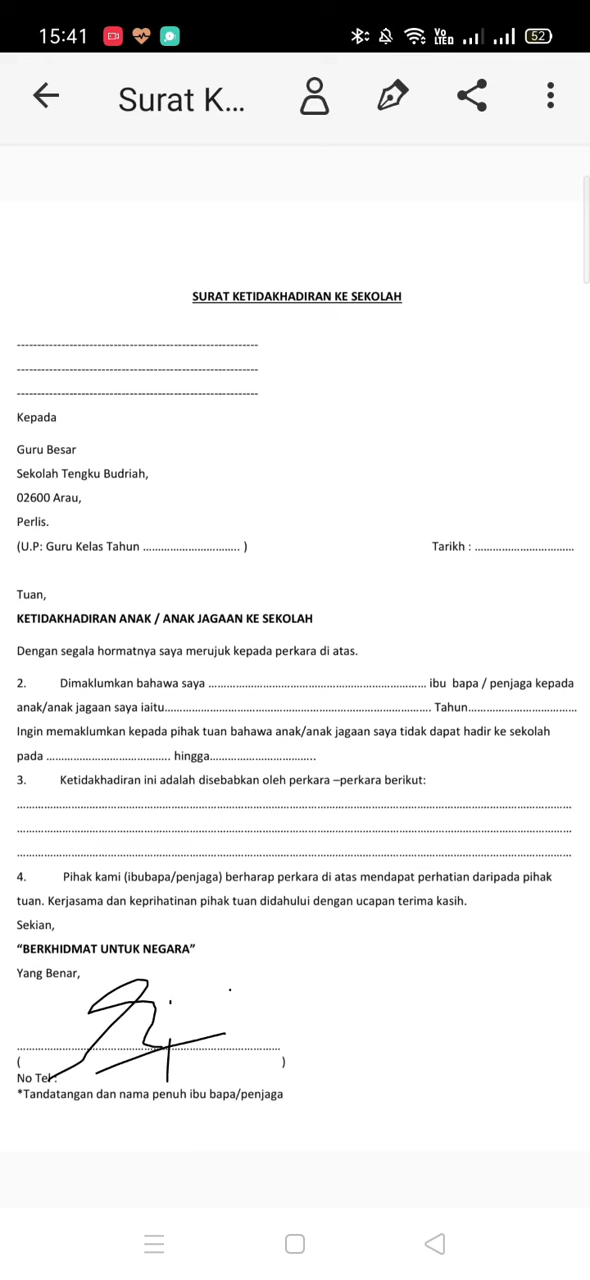 15:41
Vo LTED
52
Surat K...
SURAT KETIDAKHADIRAN KE SEKOLAH
------------------------------------------------------------
------------------------------------------------------------
------------------------------------------------------------
Kepada
Guru Besar
Sekolah Tengku Budriah,
02600 Arau,
Perlis.
(U.P: Guru Kelas Tahun ................................ ) Tarikh : .................................
Tuan,
KETIDAKHADIRAN ANAK / ANAK JAGAAN KE SEKOLAH
Dengan segala hormatnya saya merujuk kepada perkara di atas.
2. Dimaklumkan bahawa saya ........................................................................ ibu bapa / penjaga kepada
anak/anak jagaan saya iaitu........................................................................................ Tahun....................................
Ingin memaklumkan kepada pihak tuan bahawa anak/anak jagaan saya tidak dapat hadir ke sekolah
pada ......................................... hingga...................................
3. Ketidakhadiran ini adalah disebabkan oleh perkara –perkara berikut:
........................................................................................................................
........................................................................................................................
........................................................................................................................
4. Pihak kami (ibubapa/penjaga) berharap perkara di atas mendapat perhatian daripada pihak
tuan. Kerjasama dan keprihatinan pihak tuan didahului dengan ucapan terima kasih.
Sekian,
“BERKHIDMAT UNTUK NEGARA”
Yang Benar,
.......................................................................................
( )
No Tel :
*Tandatangan dan nama penuh ibu bapa/penjaga